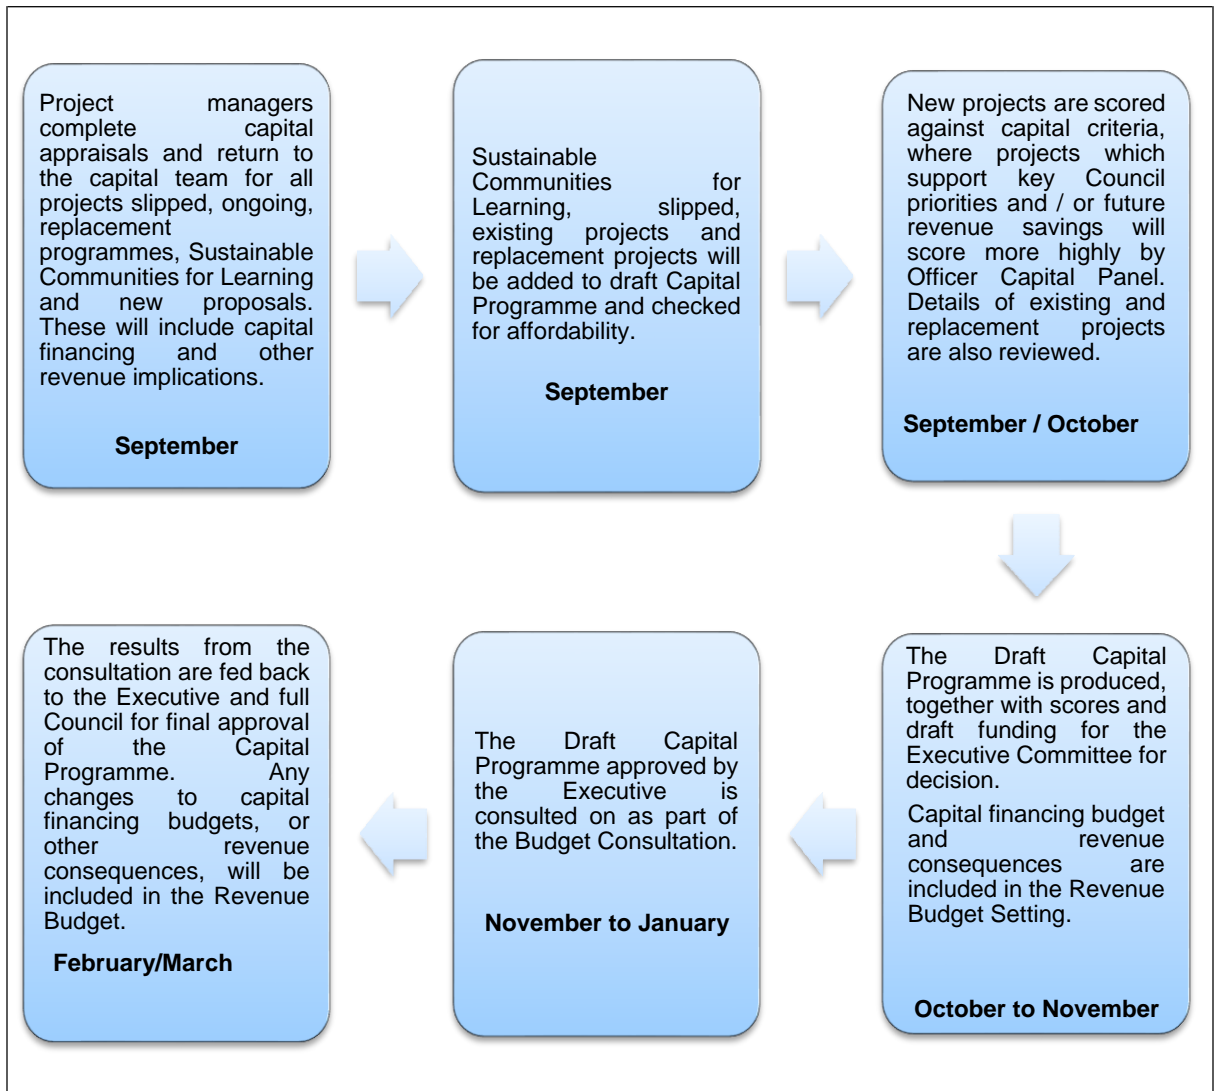 Project managers
complete capital
appraisals and return to
the capital team for all
projects slipped, ongoing,
replacement
programmes, Sustainable
Communities for Learning
and new proposals.
These will include capital
financing and other
revenue implications.
September
Sustainable
Communities for
Learning, slipped,
existing projects and
replacement projects will
be added to draft Capital
Programme and checked
for affordability.
September
New projects are scored
against capital criteria,
where projects which
support key Council
priorities and / or future
revenue savings will
score more highly by
Officer Capital Panel.
Details of existing and
replacement projects
are also reviewed.
September / October
The Draft Capital
Programme is produced,
together with scores and
draft funding for the
Executive Committee for
decision.
Capital financing budget
and revenue
consequences are
included in the Revenue
Budget Setting.
October to November
The Draft Capital
Programme approved by
the Executive is
consulted on as part of
the Budget Consultation.
November to January
The results from the
consultation are fed back
to the Executive and full
Council for final approval
of the Capital
Programme. Any
changes to capital
financing budgets, or
other revenue
consequences, will be
included in the Revenue
Budget.
February/March